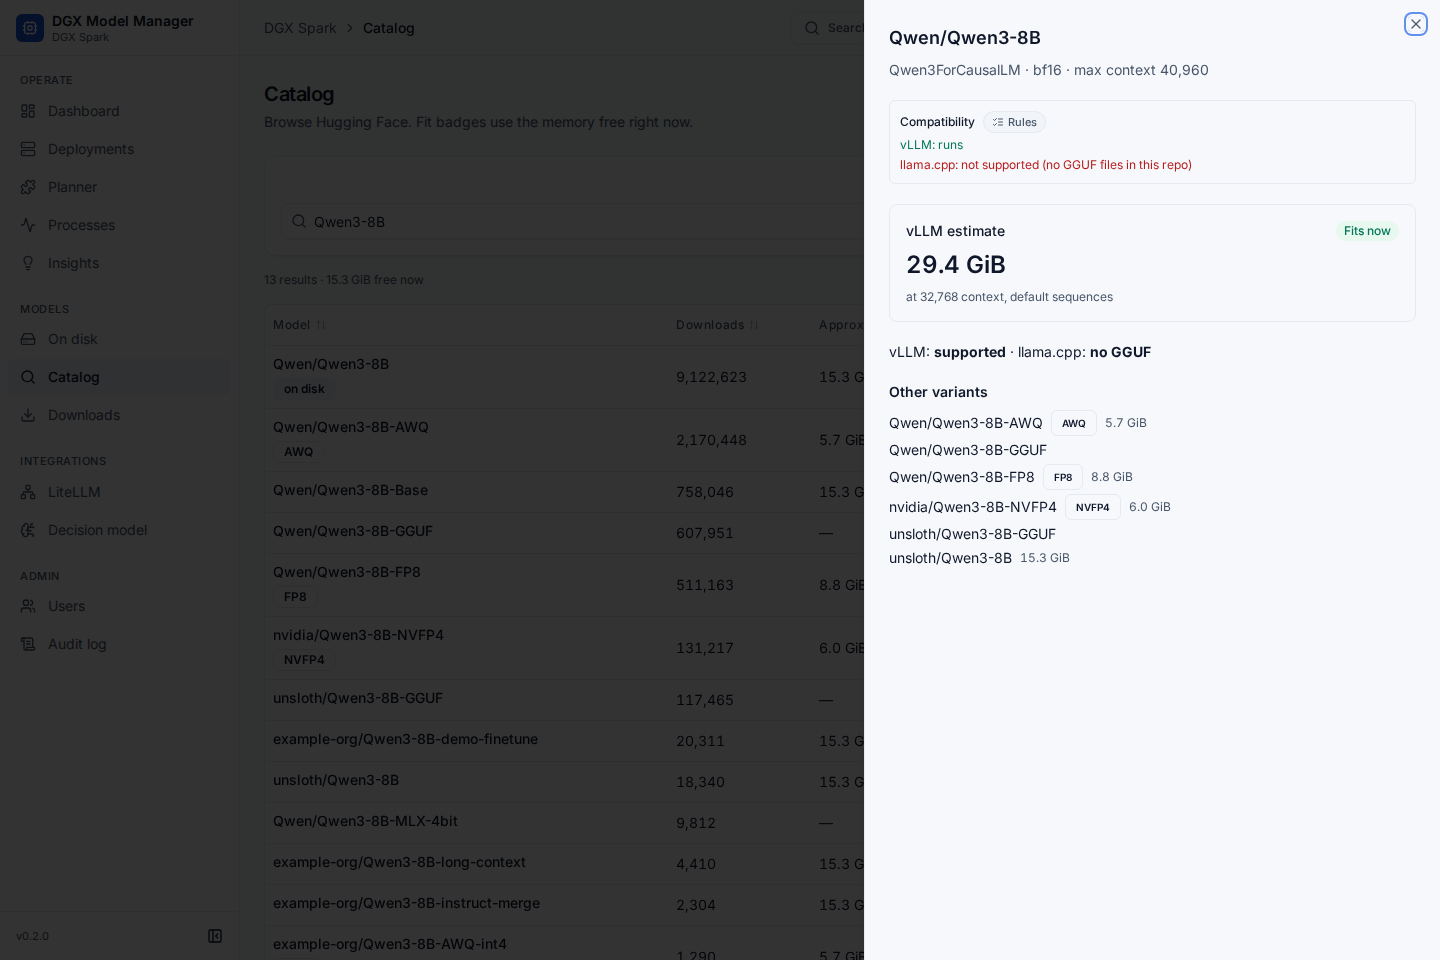 DGX Model Manager
DGX Spark
OPERATE
Dashboard
Deployments
Planner
Processes
Insights
MODELS
On disk
Catalog
Downloads
INTEGRATIONS
LiteLLM
Decision model
ADMIN
Users
Audit log
v0.2.0
DGX Spark > Catalog
Search
Catalog
Browse Hugging Face. Fit badges use the memory free right now.
Qwen3-8B
13 results · 15.3 GiB free now
Model Downloads Approx
Qwen/Qwen3-8B 9,122,623 15.3 G
on disk
Qwen/Qwen3-8B-AWQ 2,170,448 5.7 GiB
AWQ
Qwen/Qwen3-8B-Base 758,046 15.3 G
Qwen/Qwen3-8B-GGUF 607,951 —
Qwen/Qwen3-8B-FP8 511,163 8.8 GiB
FP8
nvidia/Qwen3-8B-NVFP4 131,217 6.0 GiB
NVFP4
unsloth/Qwen3-8B-GGUF 117,465 —
example-org/Qwen3-8B-demo-finetune 20,311 15.3 G
unsloth/Qwen3-8B 18,340 15.3 G
Qwen/Qwen3-8B-MLX-4bit 9,812 —
example-org/Qwen3-8B-long-context 4,410 15.3 G
example-org/Qwen3-8B-instruct-merge 2,304 15.3 G
example-org/Qwen3-8B-AWQ-int4 1,290 5.7 GiB
Qwen/Qwen3-8B
Qwen3ForCausalLM · bf16 · max context 40,960
Compatibility Rules
vLLM: runs
llama.cpp: not supported (no GGUF files in this repo)
vLLM estimate Fits now
29.4 GiB
at 32,768 context, default sequences
vLLM: supported · llama.cpp: no GGUF
Other variants
Qwen/Qwen3-8B-AWQ AWQ 5.7 GiB
Qwen/Qwen3-8B-GGUF
Qwen/Qwen3-8B-FP8 FP8 8.8 GiB
nvidia/Qwen3-8B-NVFP4 NVFP4 6.0 GiB
unsloth/Qwen3-8B-GGUF
unsloth/Qwen3-8B 15.3 GiB